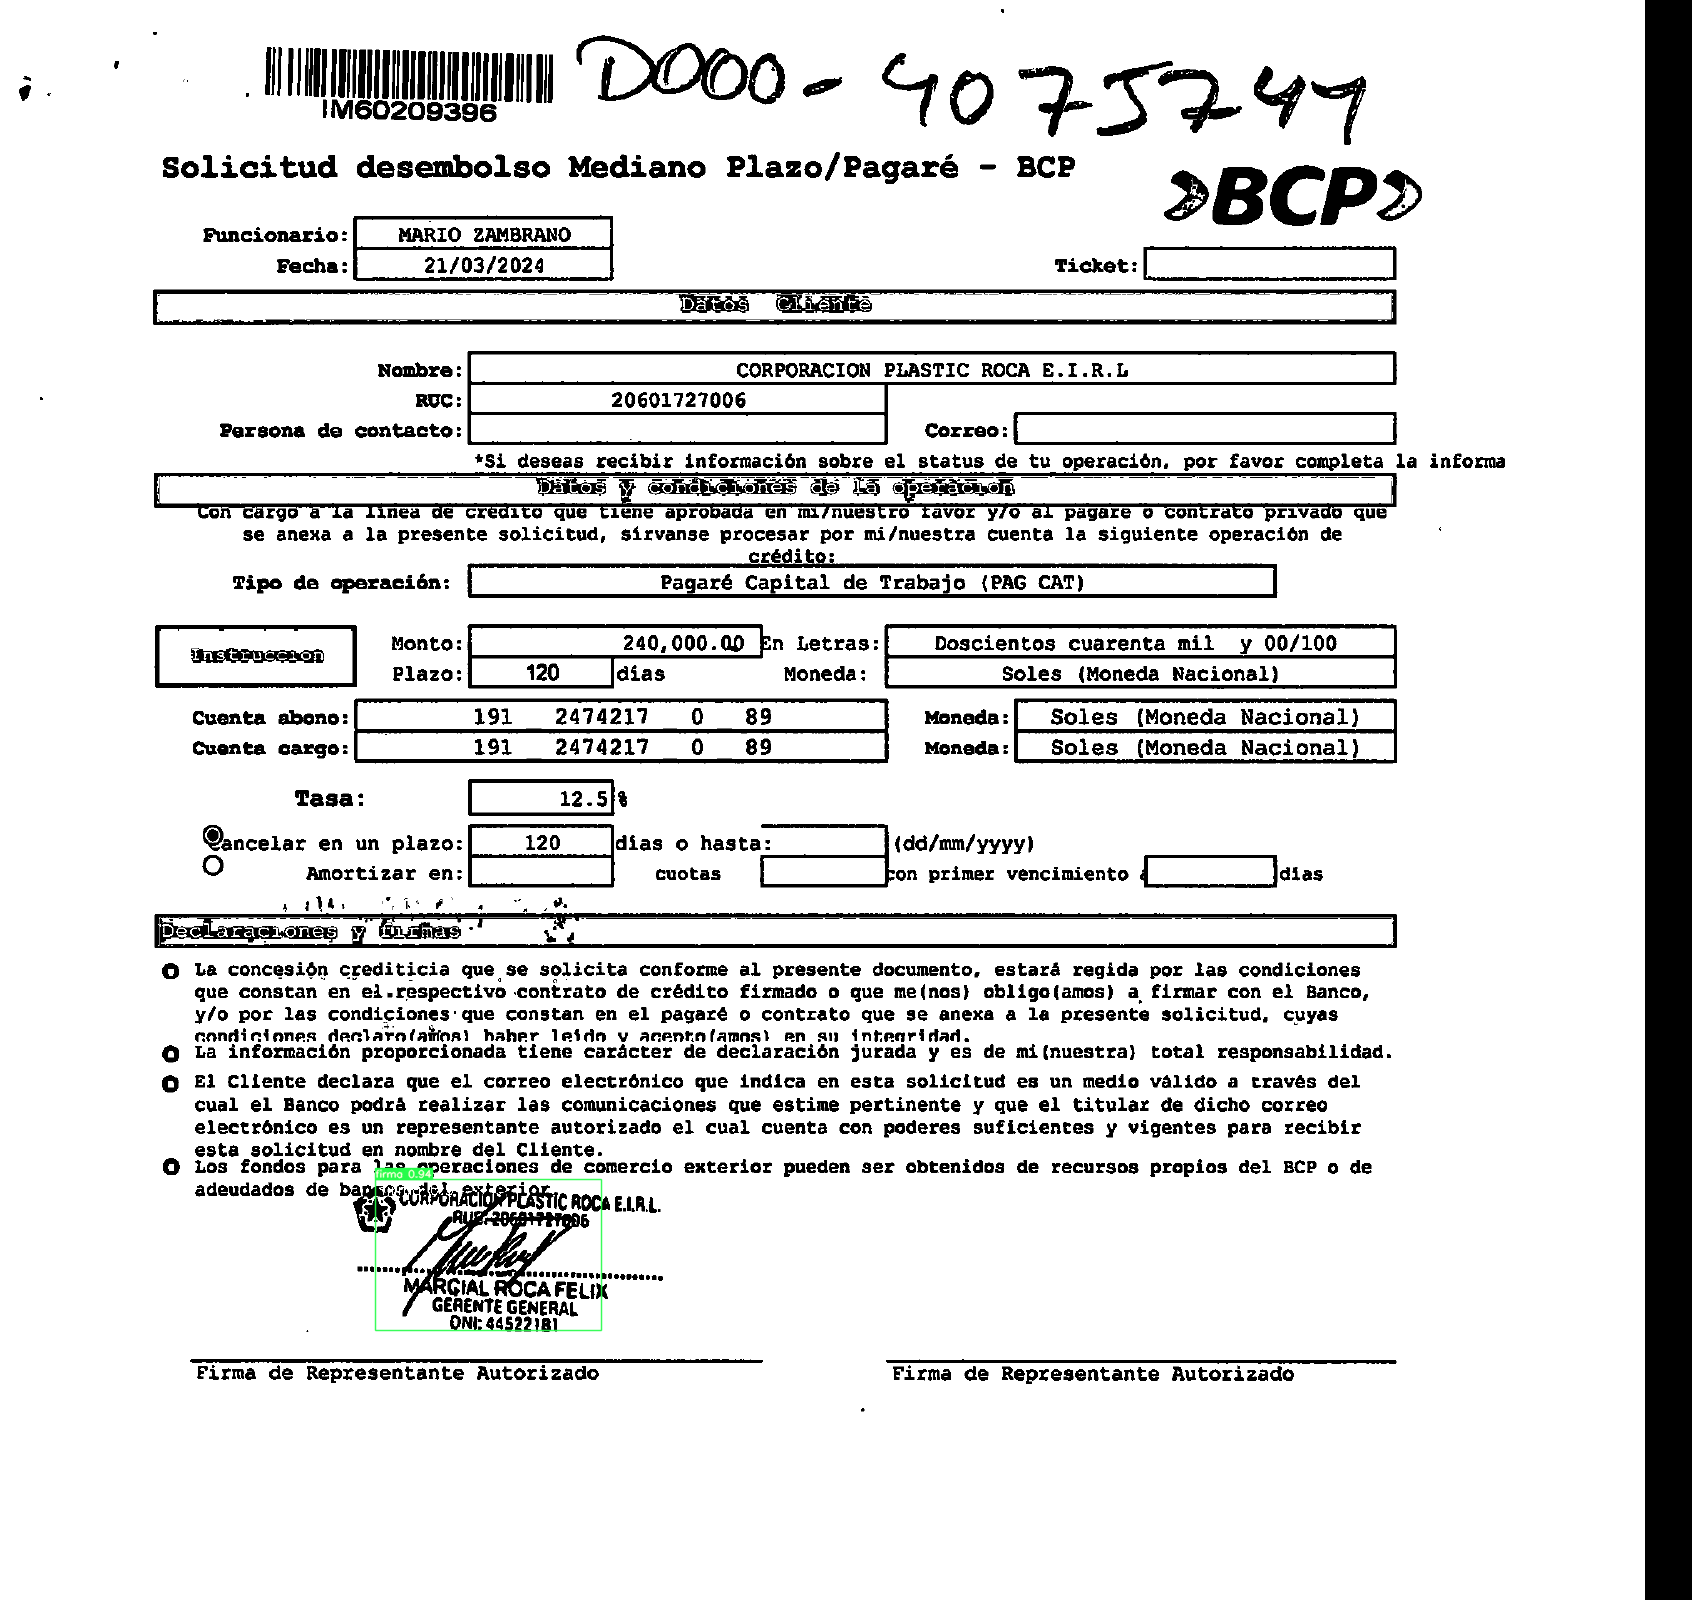 D000-4075744
IM60209396
Solicitud desembolso Mediano Plazo/Pagaré - BCP
BCP
Funcionario: MARIO ZAMBRANO
Fecha: 21/03/2024 Ticket:
Datos Cliente
Nombre: CORPORACION PLASTIC ROCA E.I.R.L
RUC: 20601727006
Persona de contacto: Correo:
*Si deseas recibir información sobre el status de tu operación, por favor completa la informa
Datos y condiciones de la operacion
Con cargo a la línea de crédito que tiene aprobada en mi/nuestro favor y/o al pagaré o contrato privado que
se anexa a la presente solicitud, sírvanse procesar por mi/nuestra cuenta la siguiente operación de
crédito:
Tipo de operación: Pagaré Capital de Trabajo (PAG CAT)
Instruccion
Monto: 240,000.00 En Letras: Doscientos cuarenta mil y 00/100
Plazo: 120 días Moneda: Soles (Moneda Nacional)
Cuenta abono: 191 2474217 0 89 Moneda: Soles (Moneda Nacional)
Cuenta cargo: 191 2474217 0 89 Moneda: Soles (Moneda Nacional)
Tasa: 12.5 %
Cancelar en un plazo: 120 días o hasta: (dd/mm/yyyy)
Amortizar en: cuotas con primer vencimiento a días
Declaraciones y firmas
La concesión crediticia que se solicita conforme al presente documento, estará regida por las condiciones
que constan en el respectivo contrato de crédito firmado o que me(nos) obligo(amos) a firmar con el Banco,
y/o por las condiciones que constan en el pagaré o contrato que se anexa a la presente solicitud, cuyas
condiciones declaro(amos) haber leído y acepto(amos) en su integridad.
La información proporcionada tiene carácter de declaración jurada y es de mi(nuestra) total responsabilidad.
El Cliente declara que el correo electrónico que indica en esta solicitud es un medio válido a través del
cual el Banco podrá realizar las comunicaciones que estime pertinente y que el titular de dicho correo
electrónico es un representante autorizado el cual cuenta con poderes suficientes y vigentes para recibir
esta solicitud en nombre del Cliente.
Los fondos para las operaciones de comercio exterior pueden ser obtenidos de recursos propios del BCP o de
adeudados de bancos del exterior.
firma 0.94
CORPORACION PLASTIC ROCA E.I.R.L.
RUC: 20601727006
MARCIAL ROCA FELIX
GERENTE GENERAL
DNI: 44522181
Firma de Representante Autorizado Firma de Representante Autorizado